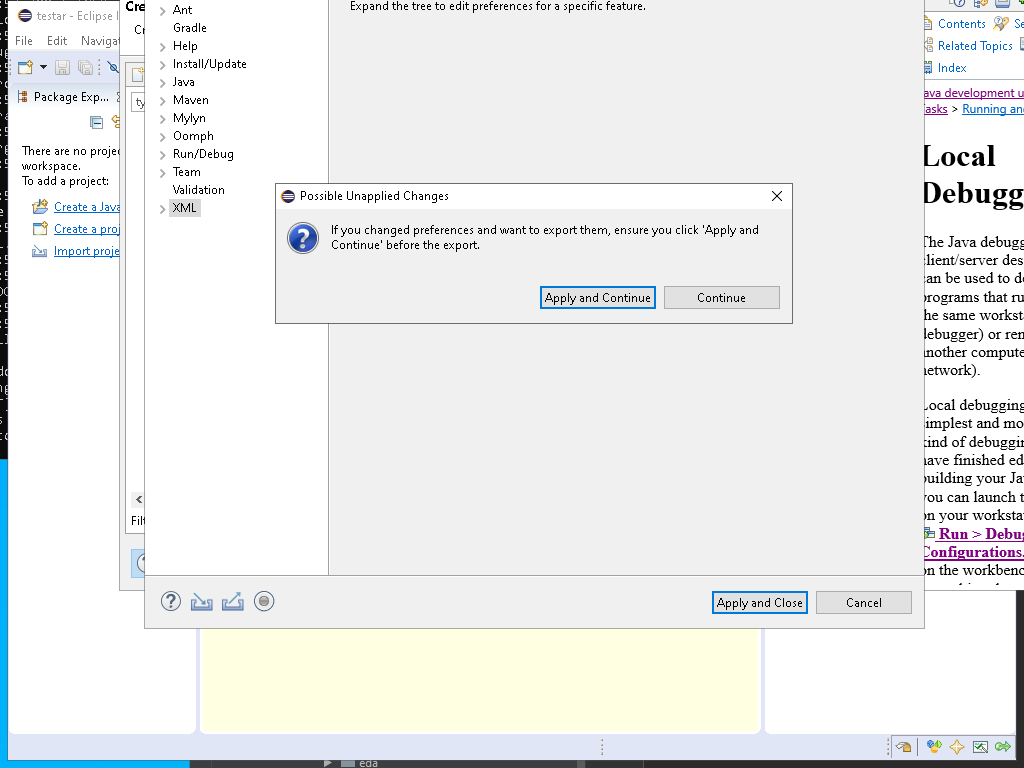 testar - Eclipse I
File Edit Navigat
Package Exp...
There are no proje
workspace.
To add a project:
Create a Java
Create a proj
Import proje
Cre
Cr
ty
Filt
Ant
Gradle
Help
Install/Update
Java
Maven
Mylyn
Oomph
Run/Debug
Team
Validation
XML
Expand the tree to edit preferences for a specific feature.
Possible Unapplied Changes
If you changed preferences and want to export them, ensure you click 'Apply and
Continue' before the export.
Apply and Continue
Continue
Apply and Close
Cancel
Contents Se
Related Topics
Index
ava development u
asks > Running and
Local
Debugg
The Java debugg
client/server des
can be used to de
programs that ru
the same worksta
debugger) or rem
another compute
network).
Local debugging
simplest and mo
kind of debuggin
have finished ed
building your Jav
you can launch t
on your worksta
Run > Debug
Configurations.
on the workbenc
eda